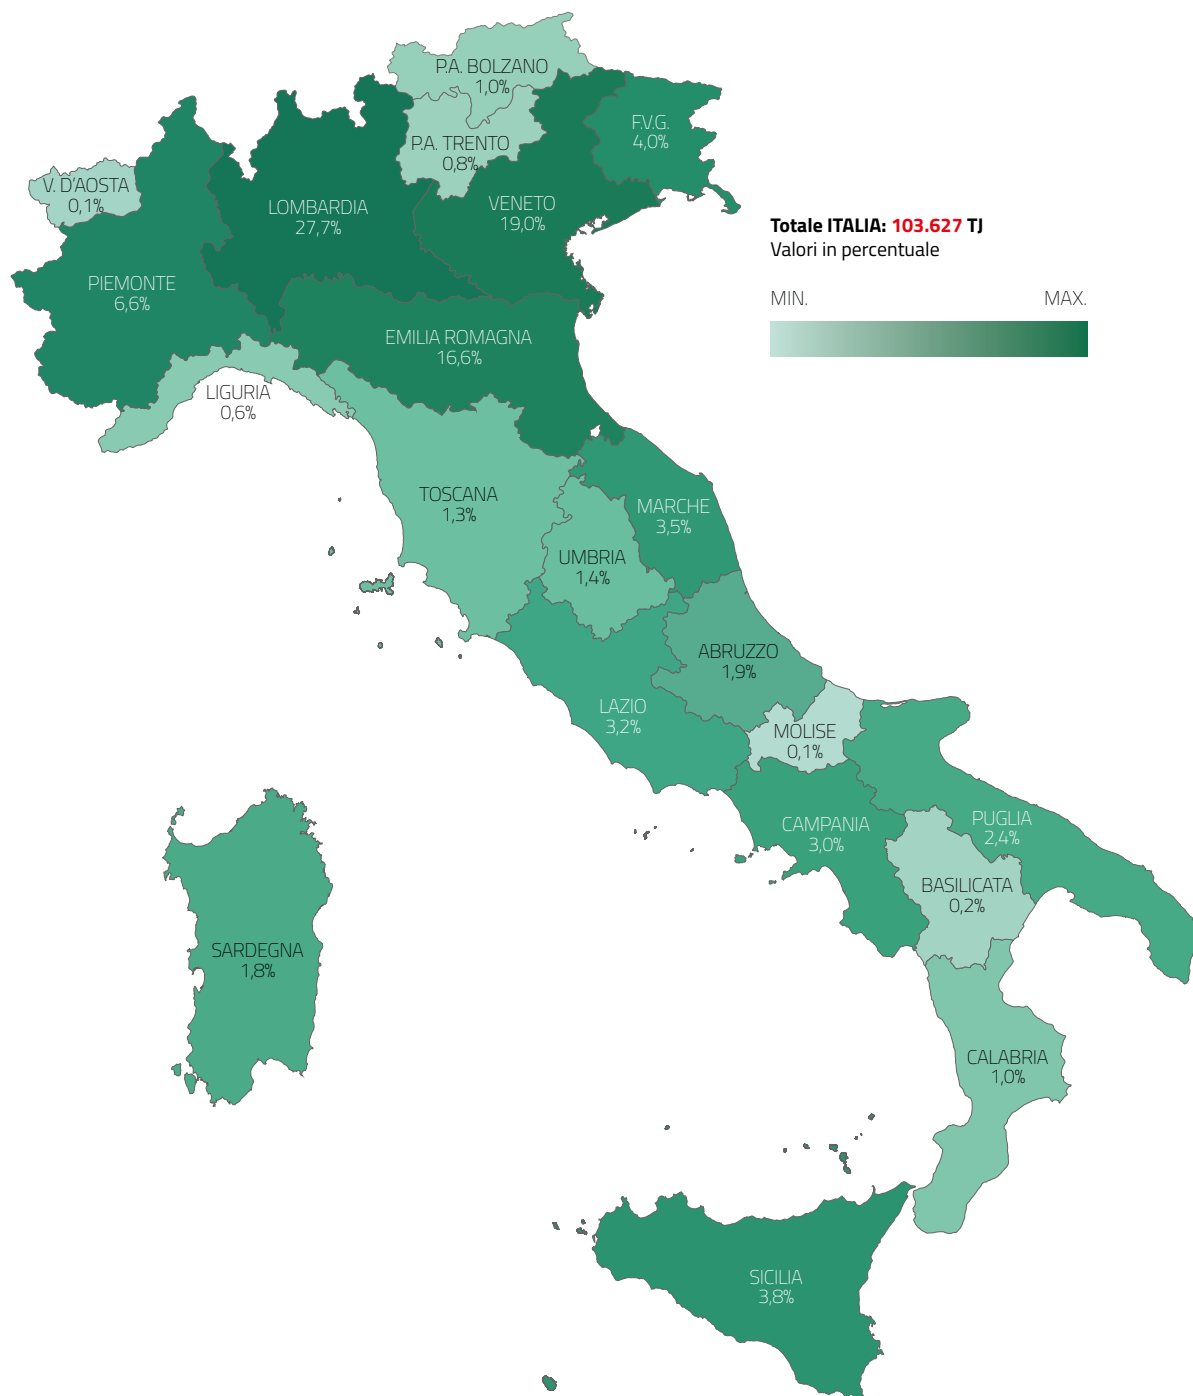 P.A. BOLZANO
1,0%
F.V.G.
4,0%
P.A. TRENTO
0,8%
V. D'AOSTA
0,1%
LOMBARDIA
27,7%
VENETO
19,0%
Totale ITALIA: 103.627 TJ
Valori in percentuale
MIN. MAX.
PIEMONTE
6,6%
EMILIA ROMAGNA
16,6%
LIGURIA
0,6%
TOSCANA
1,3%
MARCHE
3,5%
UMBRIA
1,4%
ABRUZZO
1,9%
LAZIO
3,2%
MOLISE
0,1%
CAMPANIA
3,0%
PUGLIA
2,4%
BASILICATA
0,2%
SARDEGNA
1,8%
CALABRIA
1,0%
SICILIA
3,8%